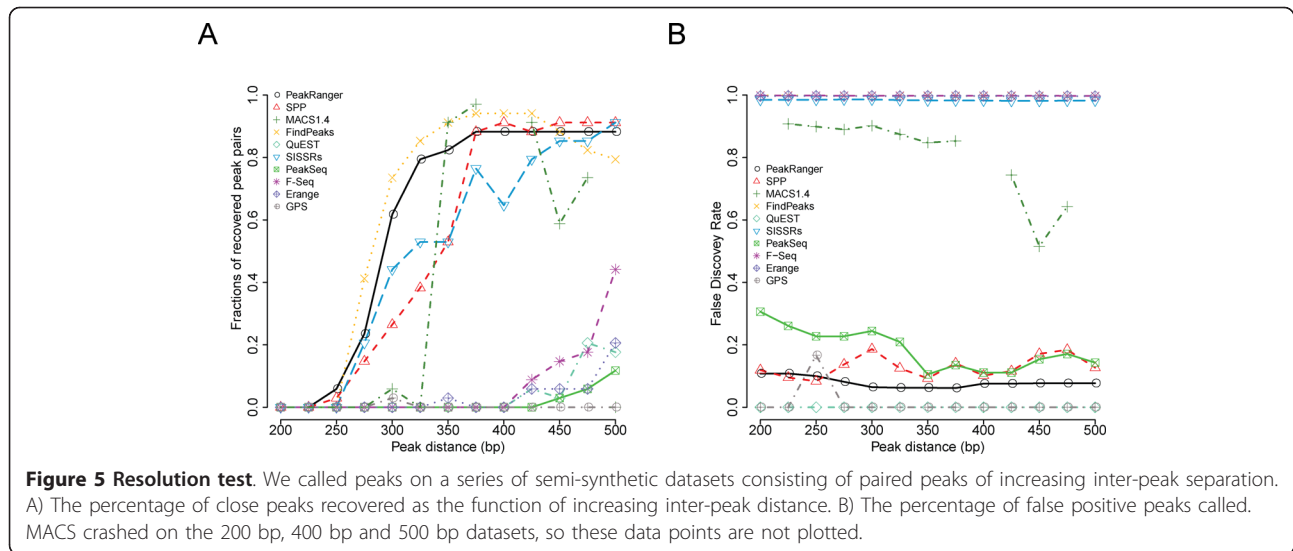 A
B
Fractions of recovered peak pairs
0.0 0.2 0.4 0.6 0.8 1.0
PeakRanger
SPP
MACS1.4
FindPeaks
QuEST
SISSRs
PeakSeq
F-Seq
Erange
GPS
200 250 300 350 400 450 500
Peak distance (bp)
False Discovey Rate
0.0 0.2 0.4 0.6 0.8 1.0
PeakRanger
SPP
MACS1.4
FindPeaks
QuEST
SISSRs
PeakSeq
F-Seq
Erange
GPS
200 250 300 350 400 450 500
Peak distance (bp)
Figure 5 Resolution test. We called peaks on a series of semi-synthetic datasets consisting of paired peaks of increasing inter-peak separation.
A) The percentage of close peaks recovered as the function of increasing inter-peak distance. B) The percentage of false positive peaks called.
MACS crashed on the 200 bp, 400 bp and 500 bp datasets, so these data points are not plotted.